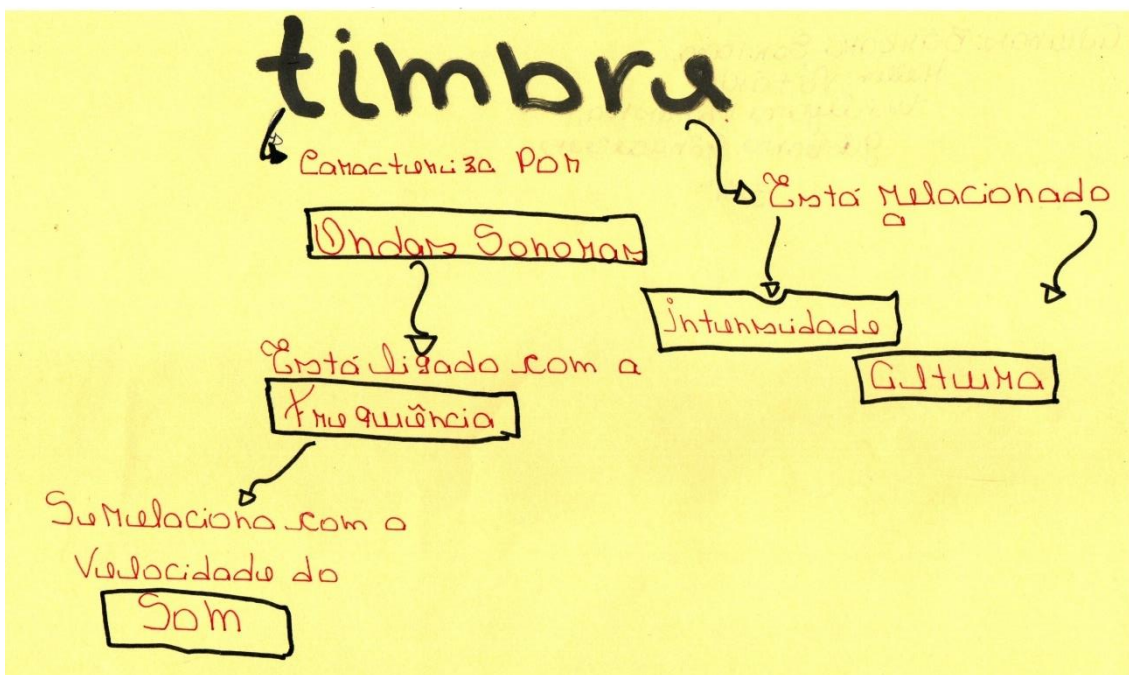 timbre
Caracteriza Por
Ondas Sonoras
Está ligado com a
Frequência
Se relaciona com a
Velocidade do
Som
Está relacionado
a
intensidade
altura